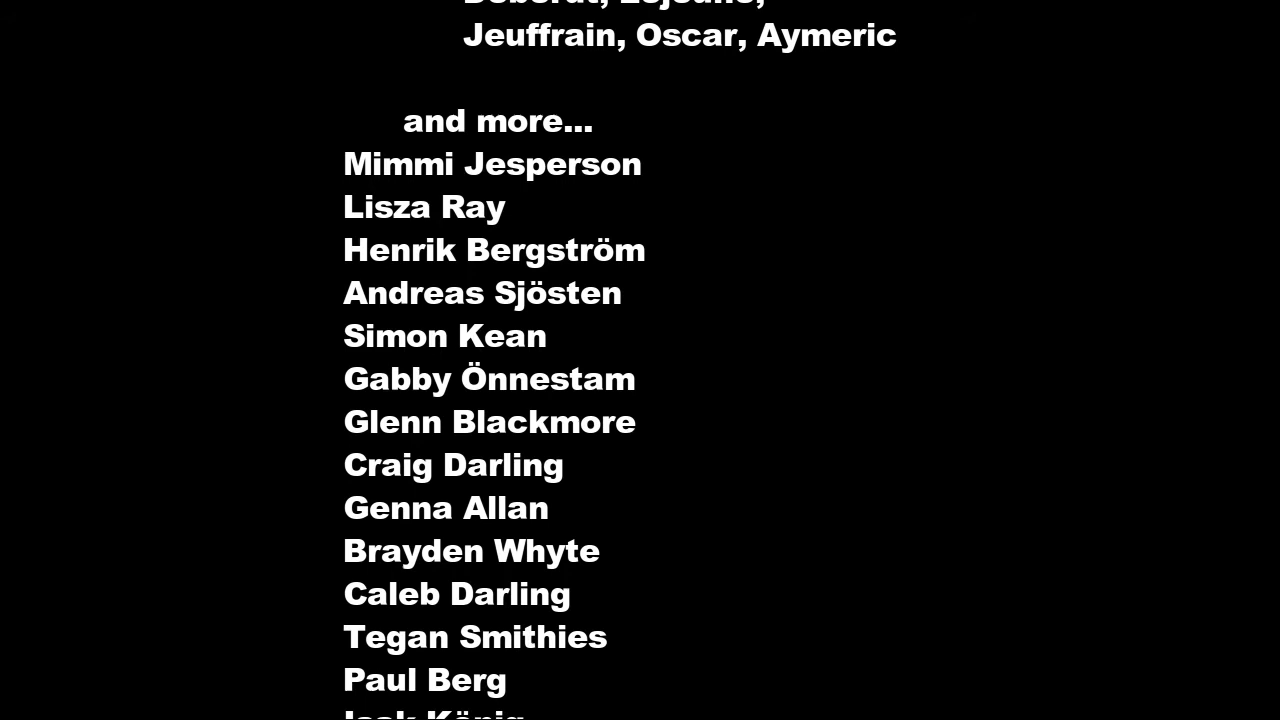 Jeuffrain, Oscar, Aymeric
and more...
Mimmi Jesperson
Lisza Ray
Henrik Bergström
Andreas Sjösten
Simon Kean
Gabby Önnestam
Glenn Blackmore
Craig Darling
Genna Allan
Brayden Whyte
Caleb Darling
Tegan Smithies
Paul Berg